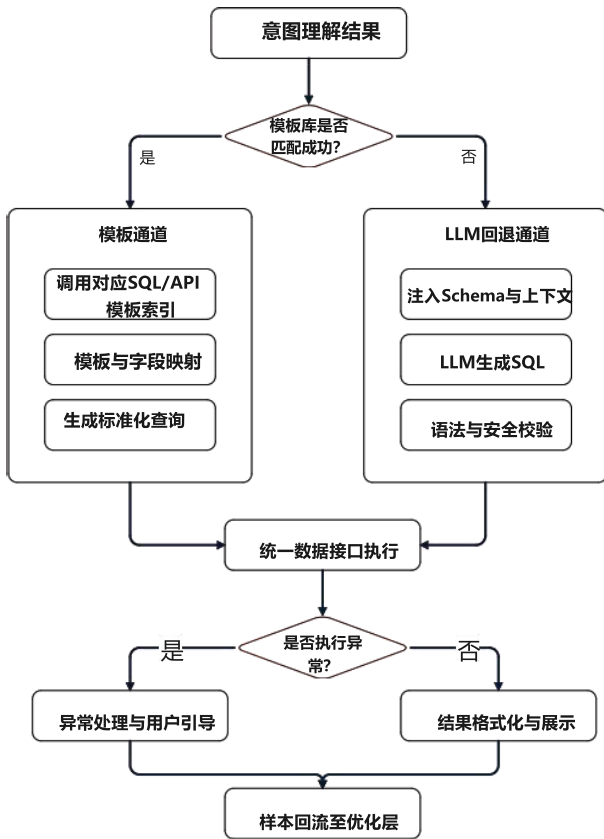 意图理解结果
模板库是否
匹配成功?
是
否
模板通道
调用对应SQL/API
模板索引
模板与字段映射
生成标准化查询
LLM回退通道
注入Schema与上下文
LLM生成SQL
语法与安全校验
统一数据接口执行
是否执行异
常?
是
否
异常处理与用户引导
结果格式化与展示
样本回流至优化层